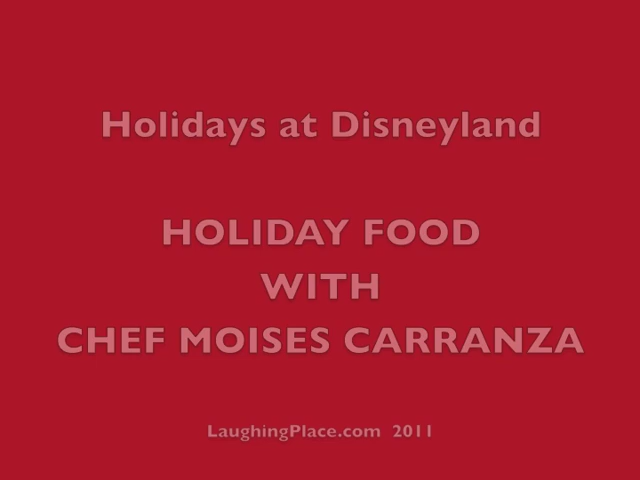 Holidays at Disneyland
HOLIDAY FOOD
WITH
CHEF MOISES CARRANZA
LaughingPlace.com 2011